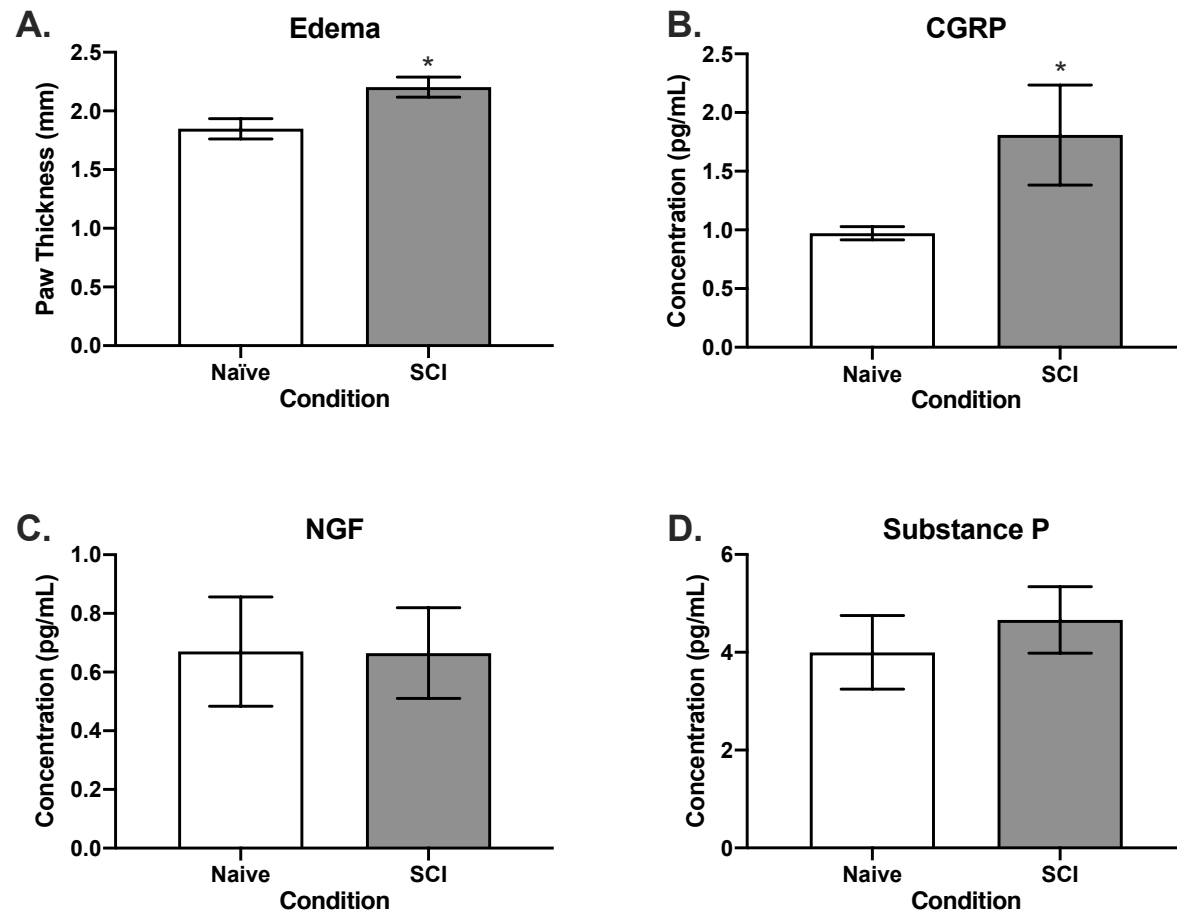 A.
Edema
Paw Thickness (mm)
2.5
2.0
1.5
1.0
0.5
0.0
*
Naïve
SCI
Condition
B.
CGRP
Concentration (pg/mL)
2.5
2.0
1.5
1.0
0.5
0.0
*
Naive
SCI
Condition
C.
NGF
Concentration (pg/mL)
1.0
0.8
0.6
0.4
0.2
0.0
Naive
SCI
Condition
D.
Substance P
Concentration (pg/mL)
6
4
2
0
Naive
SCI
Condition